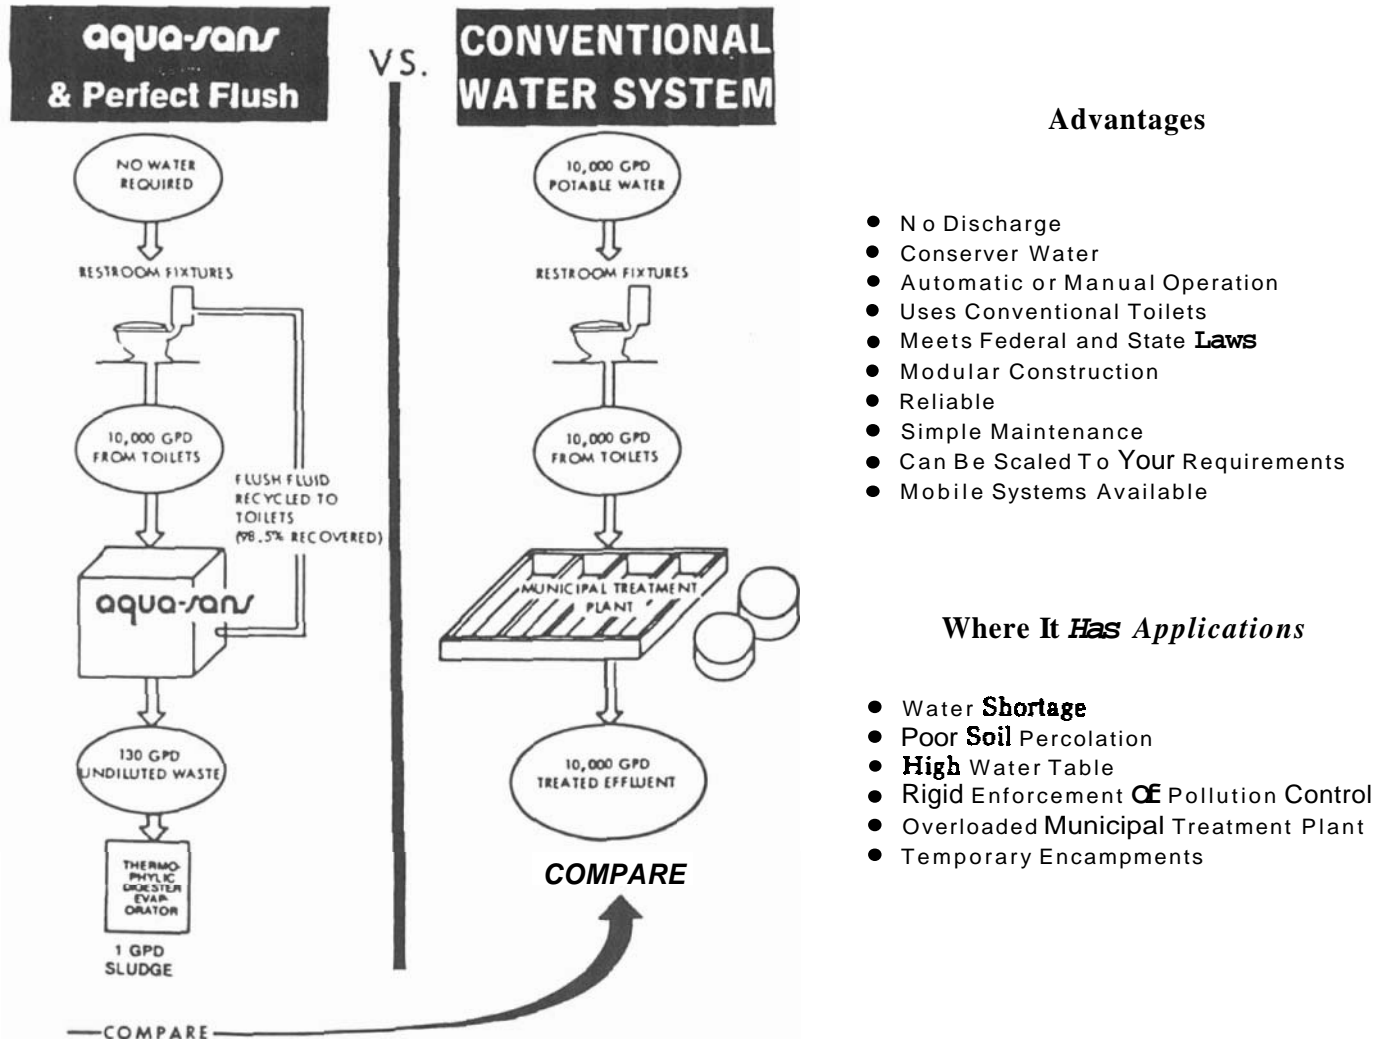 aqua-sans
& Perfect Flush
VS.
CONVENTIONAL
WATER SYSTEM
NO WATER
REQUIRED
RESTROOM FIXTURES
10,000 GPD
FROM TOILETS
FLUSH FLUID
RECYCLED TO
TOILETS
(98.5% RECOVERED)
aqua-sans
130 GPD
UNDILUTED WASTE
THERMO-
PHYLIC
DIGESTER
EVAP-
ORATOR
1 GPD
SLUDGE
COMPARE
10,000 GPD
POTABLE WATER
RESTROOM FIXTURES
10,000 GPD
FROM TOILETS
MUNICIPAL TREATMENT
PLANT
10,000 GPD
TREATED EFFLUENT
COMPARE
Advantages
● No Discharge
● Conserver Water
● Automatic or Manual Operation
● Uses Conventional Toilets
● Meets Federal and State Laws
● Modular Construction
● Reliable
● Simple Maintenance
● Can Be Scaled To Your Requirements
● Mobile Systems Available
Where It Has Applications
● Water Shortage
● Poor Soil Percolation
● High Water Table
● Rigid Enforcement Of Pollution Control
● Overloaded Municipal Treatment Plant
● Temporary Encampments